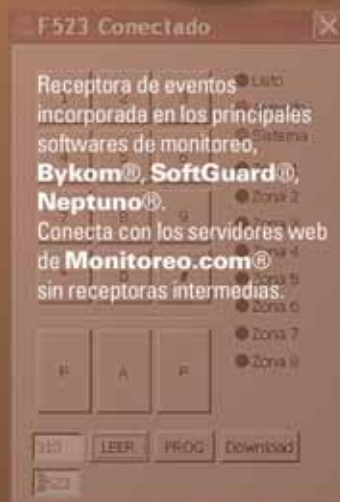 F523 Conectado
Receptora de eventos
incorporada en los principales
softwares de monitoreo,
Bykom®, SoftGuard®,
Neptuno®.
Conecta con los servidores web
de Monitoreo.com®
sin receptoras intermedias.
Listo
Sistema
Zona 2
Zona 5
Zona 6
Zona 7
Zona 8
P A P
LEER PROG Download